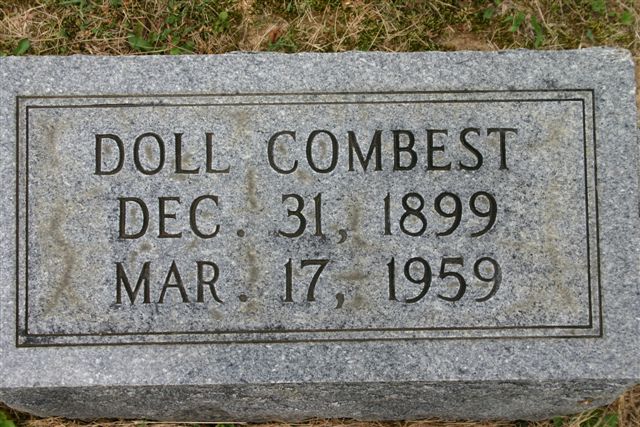 DOLL COMBEST
DEC. 31, 1899
MAR. 17, 1959